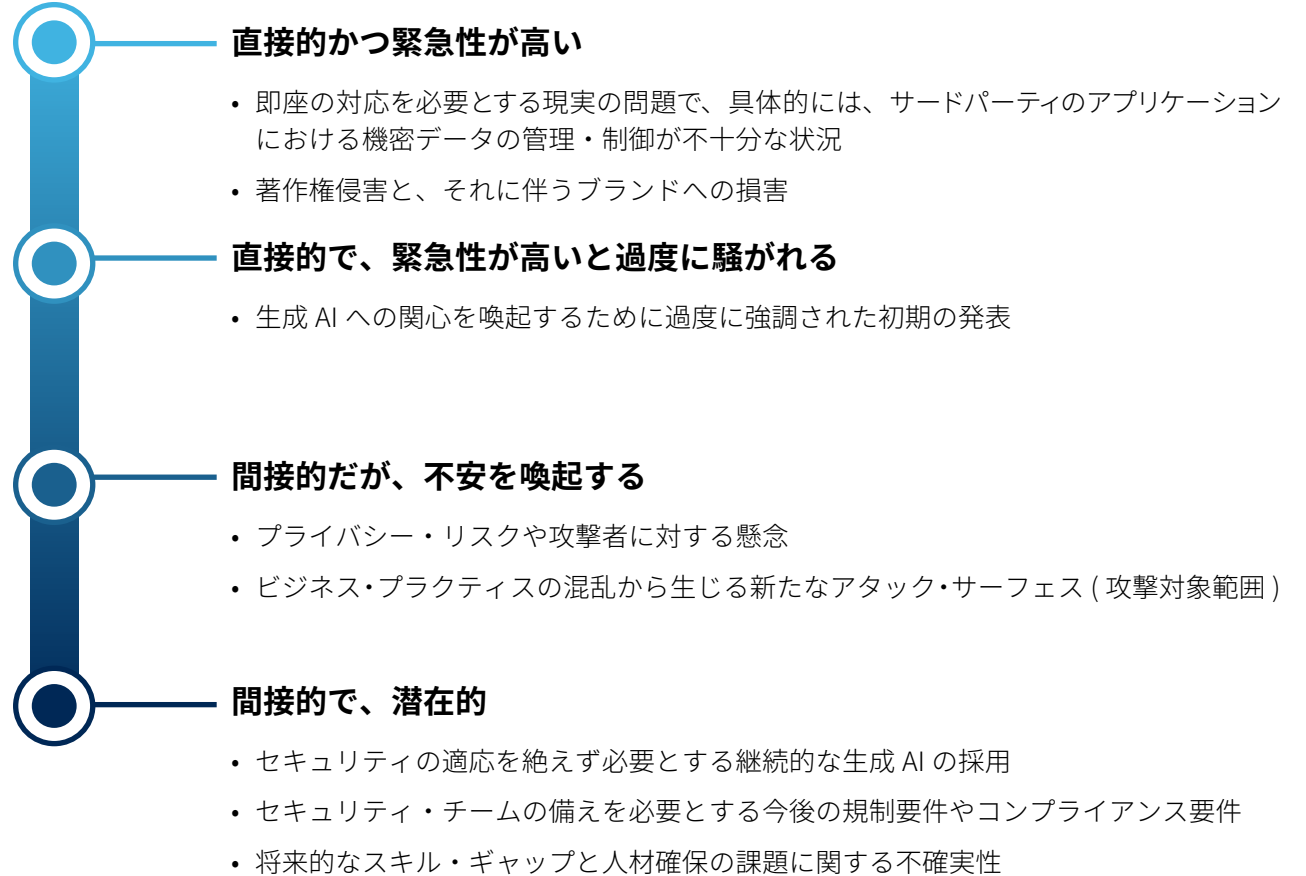 直接的かつ緊急性が高い
• 即座の対応を必要とする現実の問題で、具体的には、サードパーティのアプリケーション
における機密データの管理・制御が不十分な状況
• 著作権侵害と、それに伴うブランドへの損害
直接的で、緊急性が高いと過度に騒がれる
• 生成 AI への関心を喚起するために過度に強調された初期の発表
間接的だが、不安を喚起する
• プライバシー・リスクや攻撃者に対する懸念
• ビジネス・プラクティスの混乱から生じる新たなアタック・サーフェス ( 攻撃対象範囲 )
間接的で、潜在的
• セキュリティの適応を絶えず必要とする継続的な生成 AI の採用
• セキュリティ・チームの備えを必要とする今後の規制要件やコンプライアンス要件
• 将来的なスキル・ギャップと人材確保の課題に関する不確実性